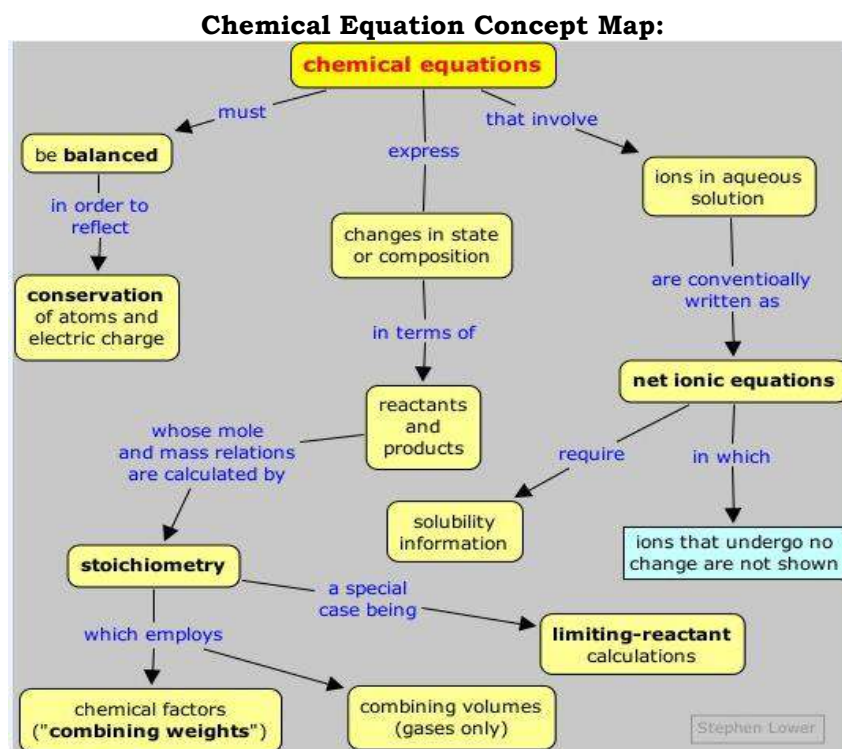 Chemical Equation Concept Map:
chemical equations
must
be balanced
in order to
reflect
conservation
of atoms and
electric charge
express
changes in state
or composition
in terms of
reactants
and
products
whose mole
and mass relations
are calculated by
stoichiometry
which employs
chemical factors
("combining weights")
combining volumes
(gases only)
a special
case being
limiting-reactant
calculations
that involve
ions in aqueous
solution
are conventioally
written as
net ionic equations
require
solubility
information
in which
ions that undergo no
change are not shown
Stephen Lower